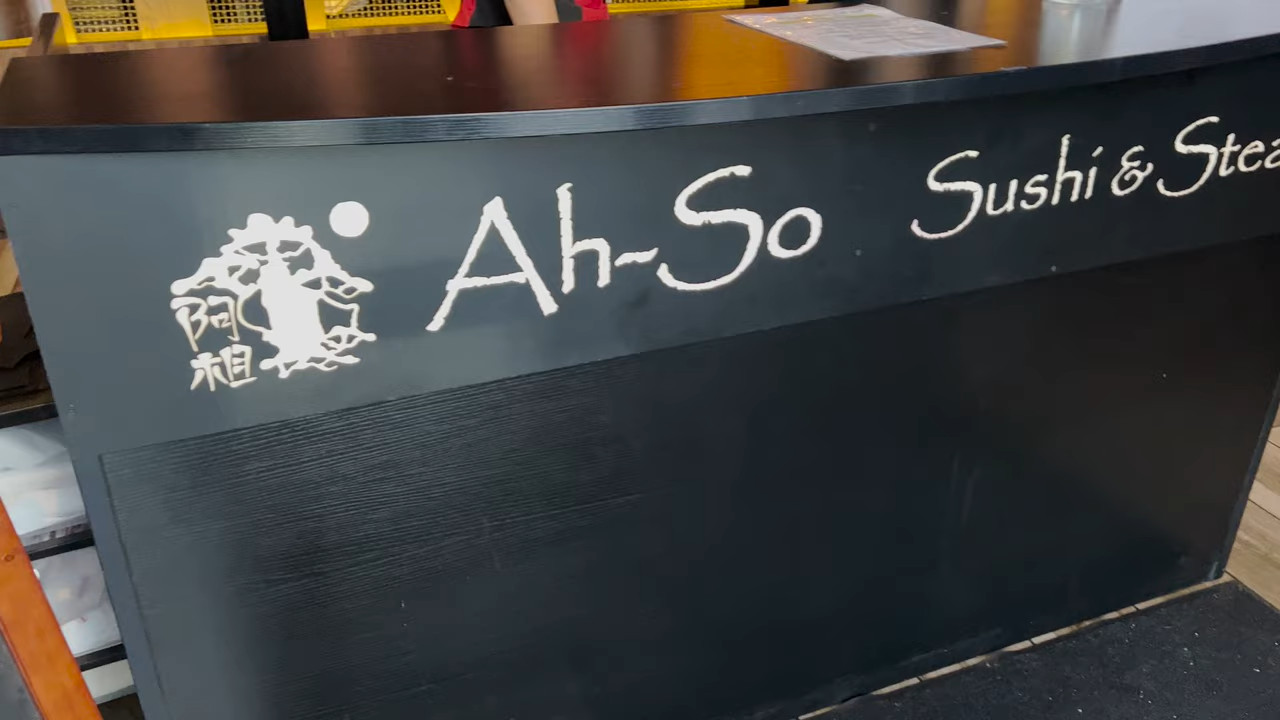 阿
相
Ah-So
Sushi & Stea